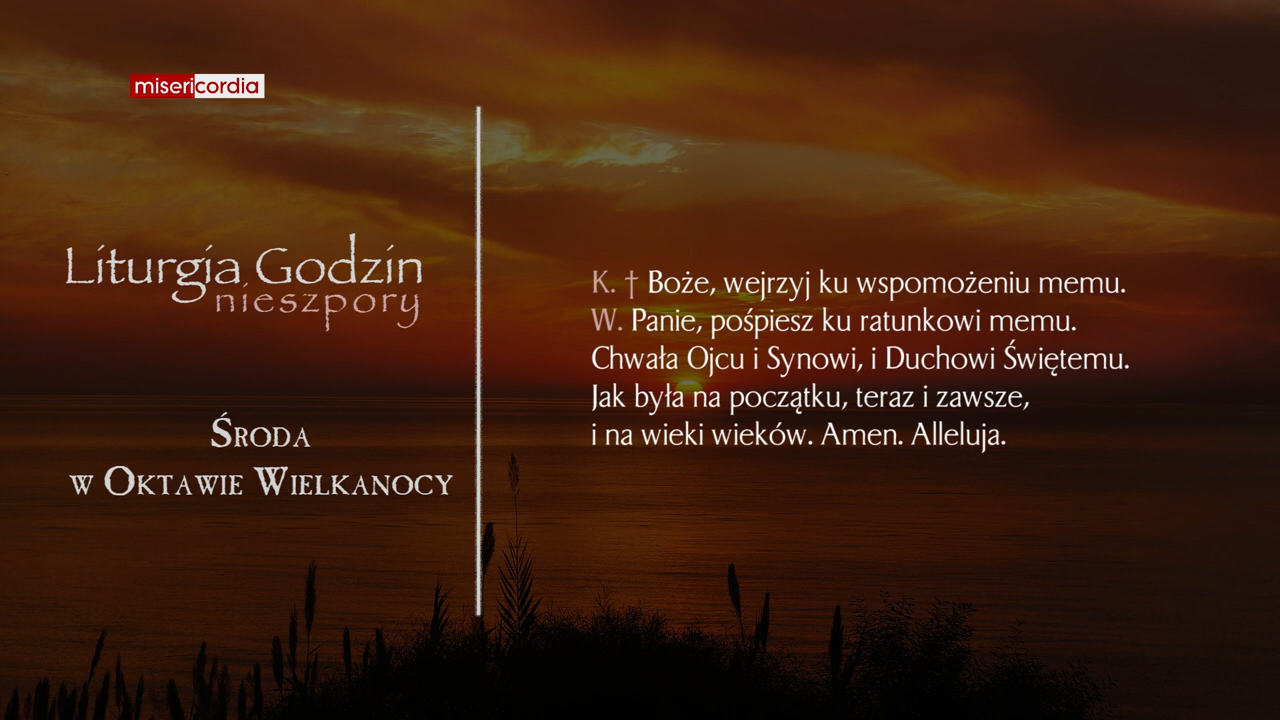 misericordia
Liturgia Godzin
nieszpory
Środa
w Oktawie Wielkanocy
K. † Boże, wejrzyj ku wspomożeniu memu.
W. Panie, pośpiesz ku ratunkowi memu.
Chwała Ojcu i Synowi, i Duchowi Świętemu.
Jak była na początku, teraz i zawsze,
i na wieki wieków. Amen. Alleluja.